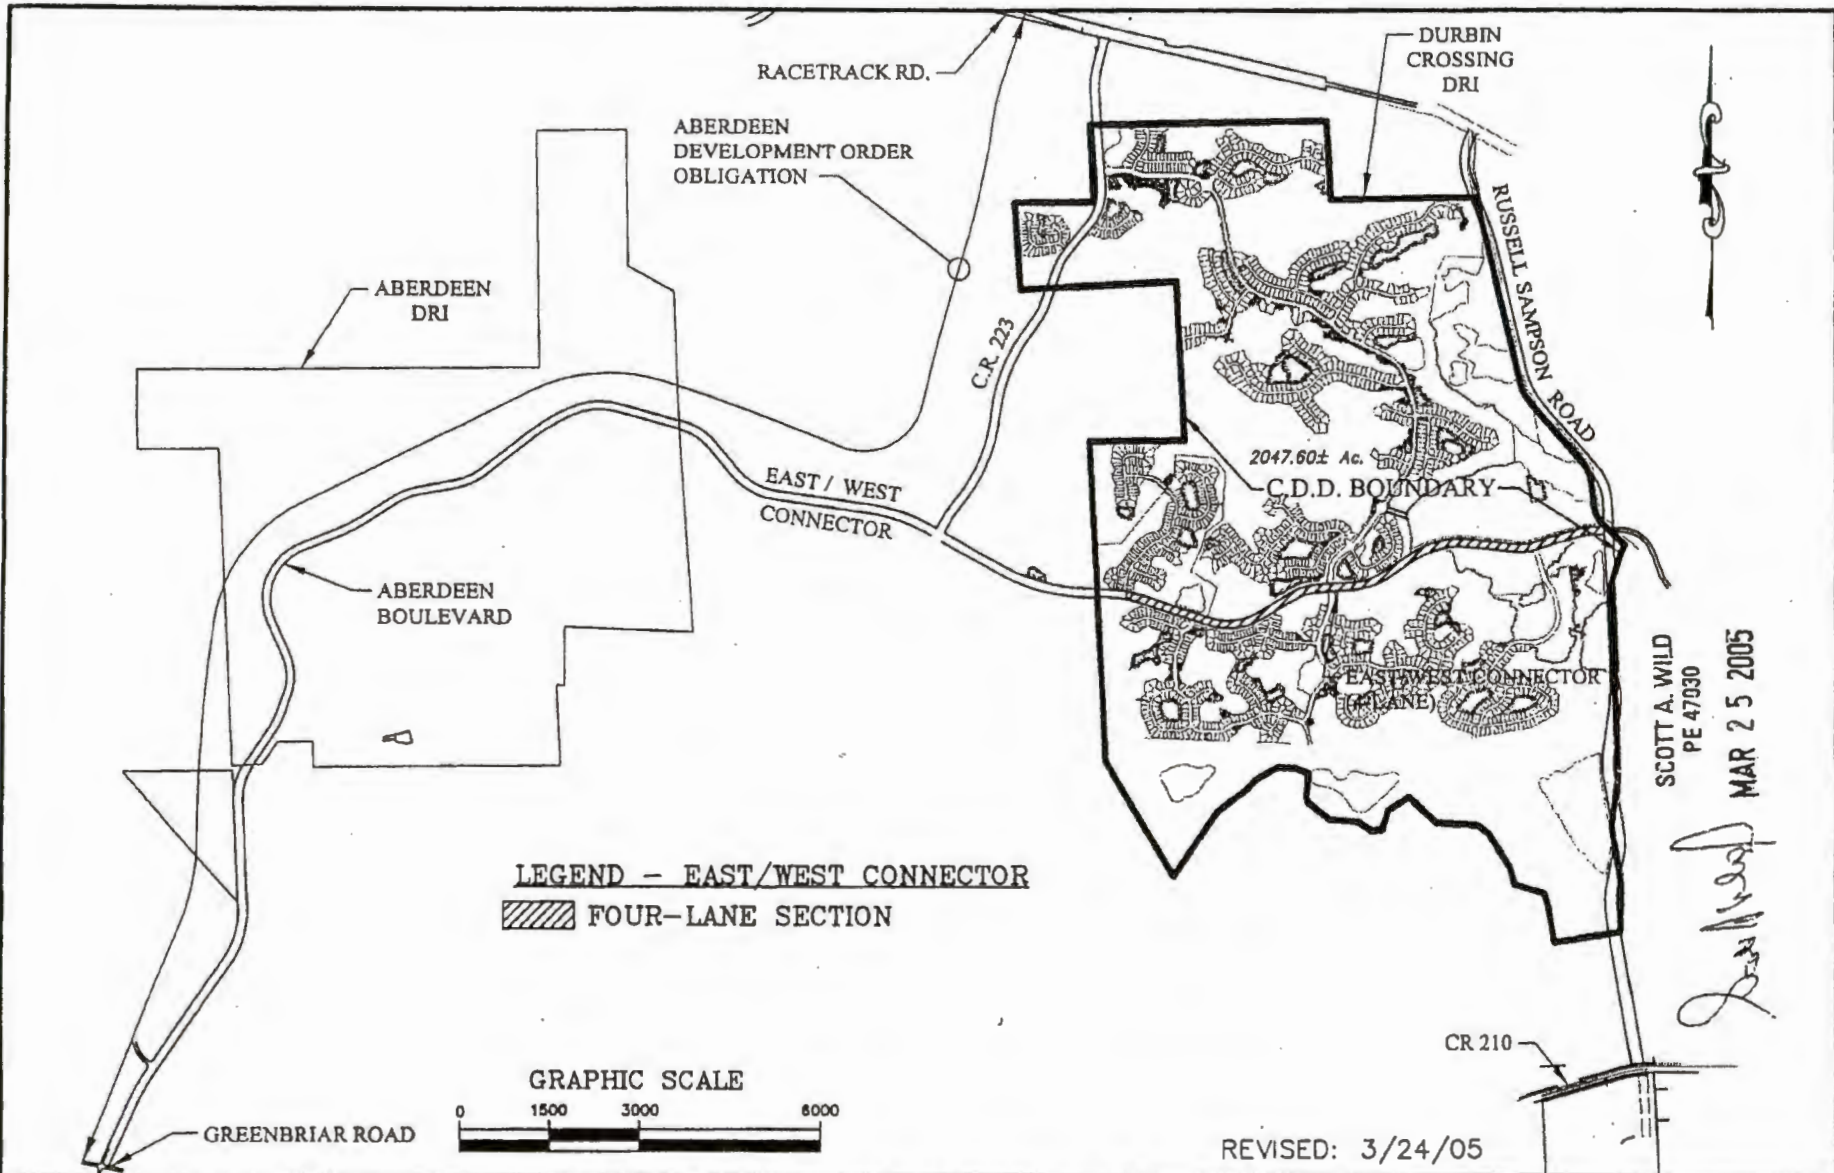 RACETRACK RD.
DURBIN
CROSSING
DRI
ABERDEEN
DEVELOPMENT ORDER
OBLIGATION
ABERDEEN
DRI
RUSSELL SAMPSON ROAD
C.R. 223
2047.60± Ac.
C.D.D. BOUNDARY
EAST / WEST
CONNECTOR
ABERDEEN
BOULEVARD
EAST/WEST CONNECTOR
(4-LANE)
SCOTT A. WILD
PE 47030
MAR 25 2005
LEGEND - EAST/WEST CONNECTOR
FOUR-LANE SECTION
CR 210
GRAPHIC SCALE
0 1500 3000 6000
GREENBRIAR ROAD
REVISED: 3/24/05